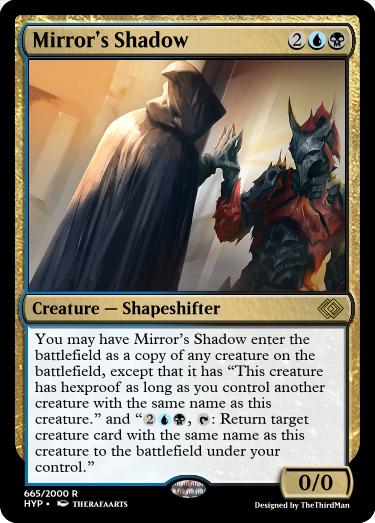 Mirror's Shadow 2
Creature — Shapeshifter
You may have Mirror's Shadow enter the
battlefield as a copy of any creature on the
battlefield, except that it has “This creature
has hexproof as long as you control another
creature with the same name as this
creature.” and “2, : Return target
creature card with the same name as this
creature to the battlefield under your
control.”
0/0
665/2000 R
HYP • THERAFAARTS
Designed by TheThirdMan